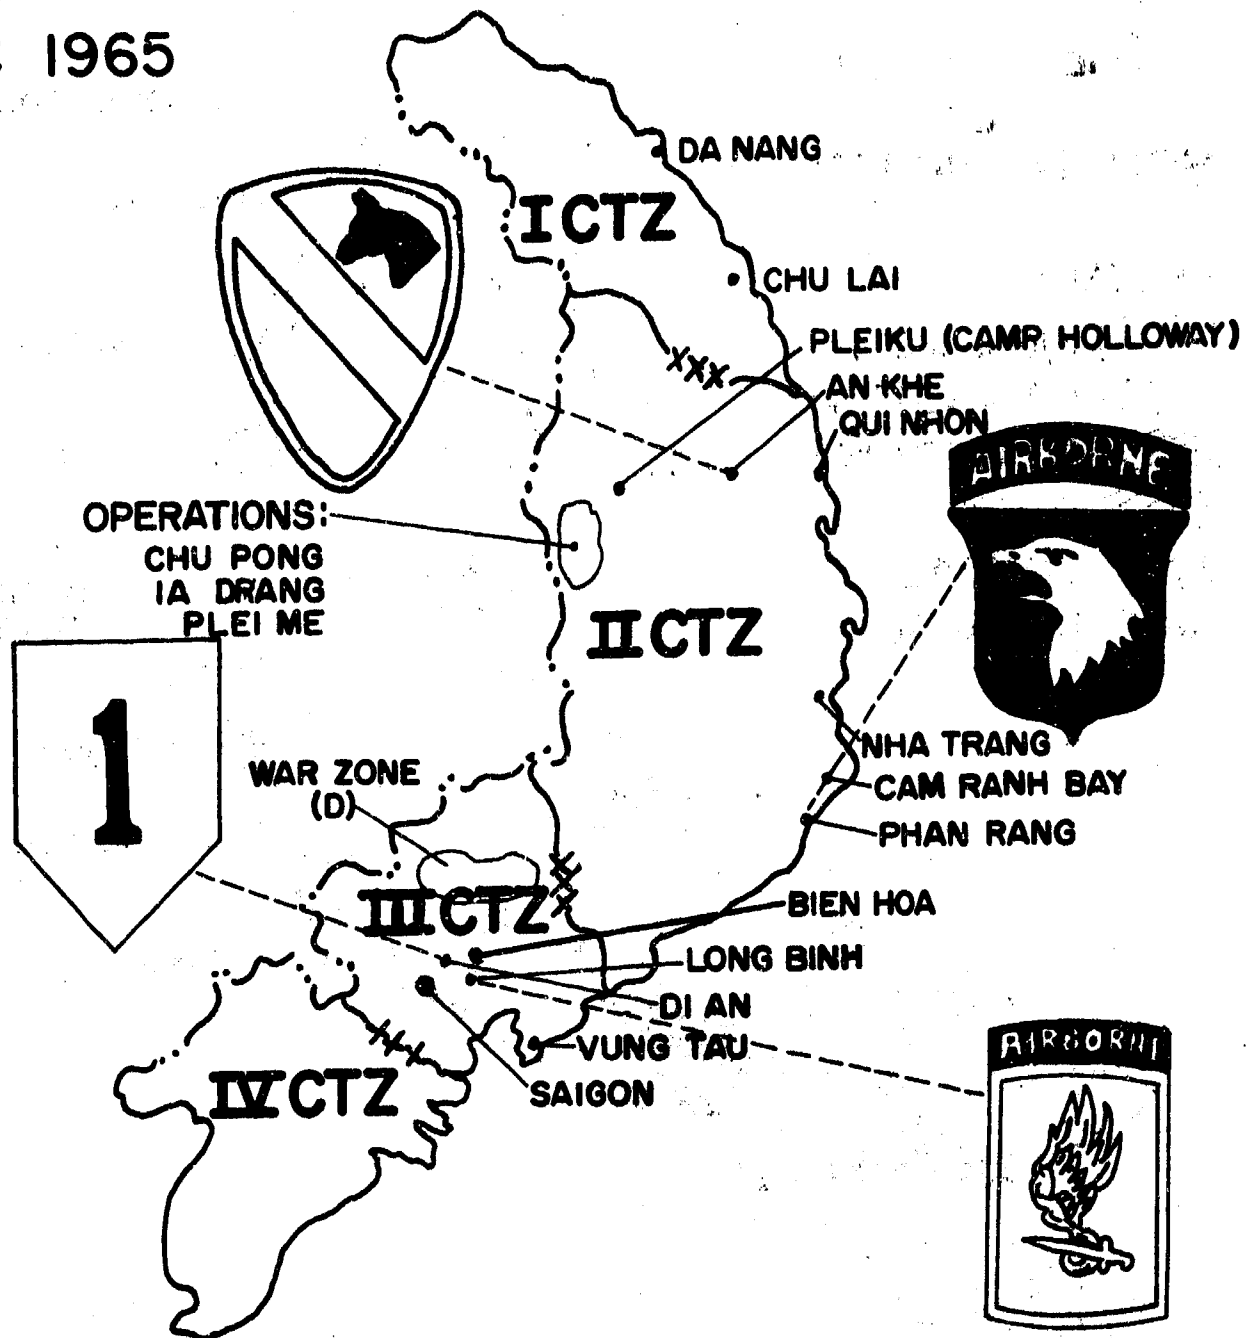 1965
DA NANG
I CTZ
CHU LAI
PLEIKU (CAMP HOLLOWAY)
AN KHE
QUI NHON
AIRBORNE
OPERATIONS:
CHU PONG
IA DRANG
PLEI ME
II CTZ
1
NHA TRANG
WAR ZONE
(D)
CAM RANH BAY
PHAN RANG
III CTZ
BIEN HOA
LONG BINH
DI AN
VUNG TAU
AIRBORNE
IV CTZ
SAIGON